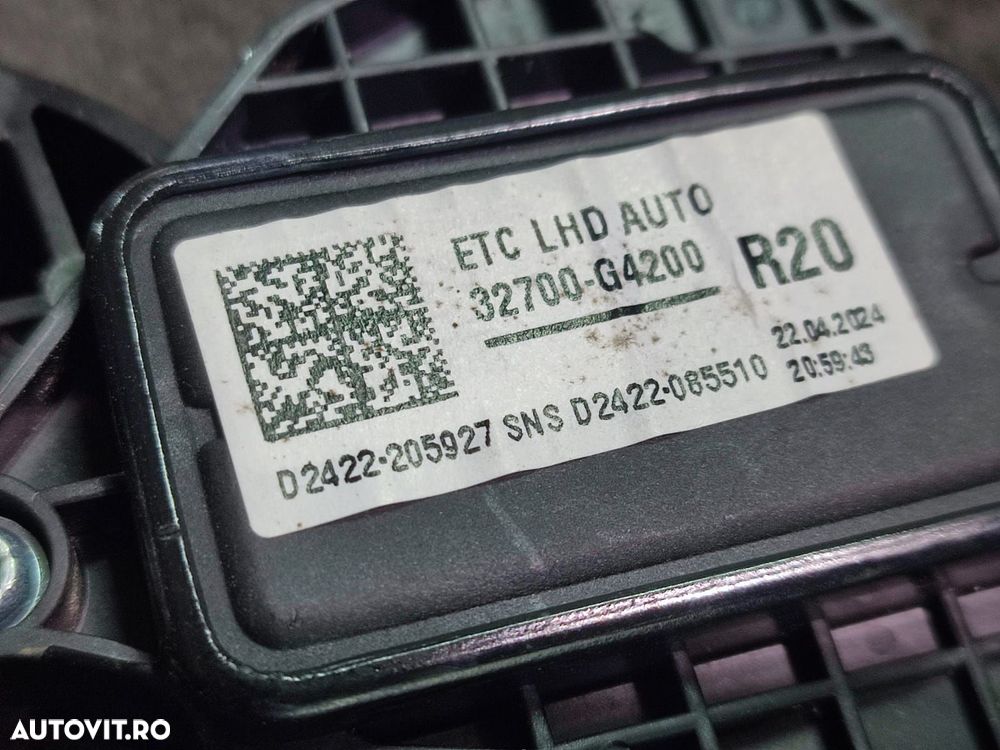 ETC LHD AUTO
32700-G4200
R20
22.04.2024
20:59:43
D2422-205927 SNS D2422-085510
AUTOVIT.RO